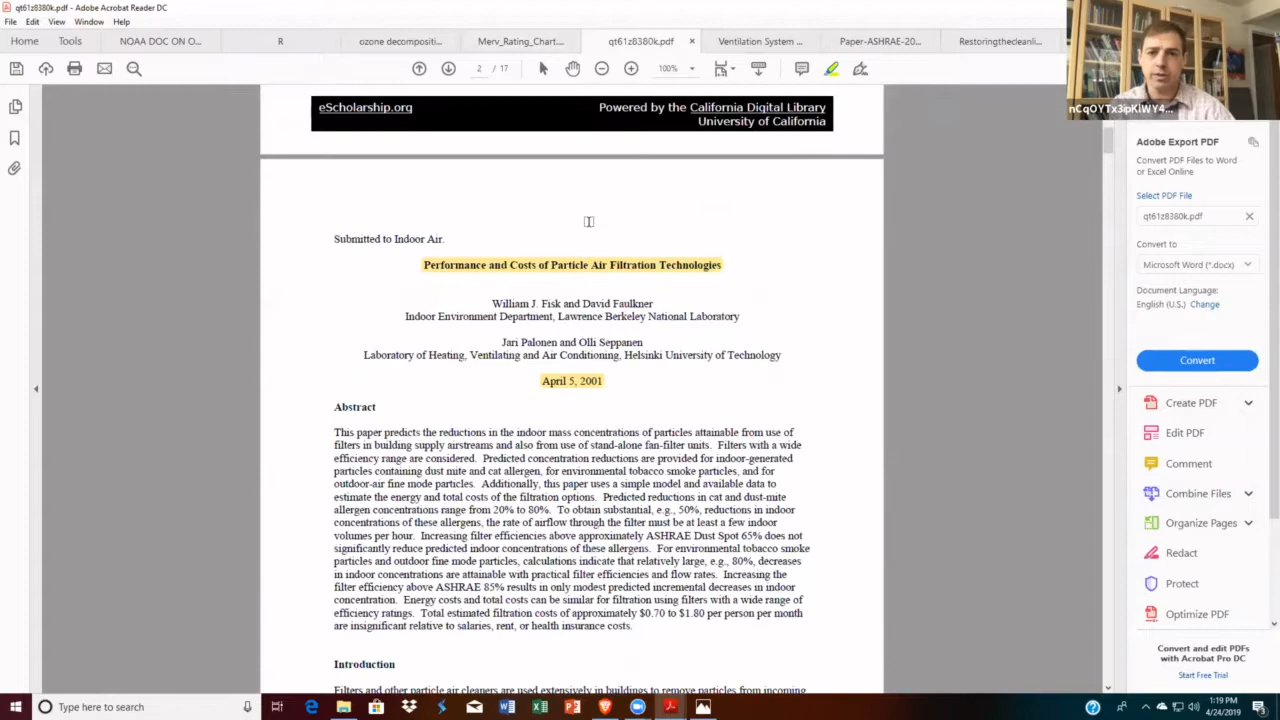 qt61z8380k.pdf - Adobe Acrobat Reader DC
File Edit View Window Help
Home Tools NOAA DOC ON O... R ozone decompositi... Merv_Rating_Chart... qt61z8380k.pdf × Ventilation System ... Paper-ASHRAE-20... Restoringthecleanli...
2 / 17 100%
nCqOYTx3ipKlWY4...
eScholarship.org Powered by the California Digital Library
University of California
Submitted to Indoor Air.
Performance and Costs of Particle Air Filtration Technologies
William J. Fisk and David Faulkner
Indoor Environment Department, Lawrence Berkeley National Laboratory
Jari Palonen and Olli Seppanen
Laboratory of Heating, Ventilating and Air Conditioning, Helsinki University of Technology
April 5, 2001
Abstract
This paper predicts the reductions in the indoor mass concentrations of particles attainable from use of
filters in building supply airstreams and also from use of stand-alone fan-filter units. Filters with a wide
efficiency range are considered. Predicted concentration reductions are provided for indoor-generated
particles containing dust mite and cat allergen, for environmental tobacco smoke particles, and for
outdoor-air fine mode particles. Additionally, this paper uses a simple model and available data to
estimate the energy and total costs of the filtration options. Predicted reductions in cat and dust-mite
allergen concentrations range from 20% to 80%. To obtain substantial, e.g., 50%, reductions in indoor
concentrations of these allergens, the rate of airflow through the filter must be at least a few indoor
volumes per hour. Increasing filter efficiencies above approximately ASHRAE Dust Spot 65% does not
significantly reduce predicted indoor concentrations of these allergens. For environmental tobacco smoke
particles and outdoor fine mode particles, calculations indicate that relatively large, e.g., 80%, decreases
in indoor concentrations are attainable with practical filter efficiencies and flow rates. Increasing the
filter efficiency above ASHRAE 85% results in only modest predicted incremental decreases in indoor
concentration. Energy costs and total costs can be similar for filtration using filters with a wide range of
efficiency ratings. Total estimated filtration costs of approximately $0.70 to $1.80 per person per month
are insignificant relative to salaries, rent, or health insurance costs.
Introduction
Filters and other particle air cleaners are used extensively in buildings to remove particles from incoming
Adobe Export PDF
Convert PDF Files to Word
or Excel Online
Select PDF File
qt61z8380k.pdf
Convert to
Microsoft Word (*.docx)
Document Language:
English (U.S.) Change
Convert
Create PDF
Edit PDF
Comment
Combine Files
Organize Pages
Redact
Protect
Optimize PDF
Convert and edit PDFs
with Acrobat Pro DC
Start Free Trial
Type here to search
1:19 PM
4/24/2019
3